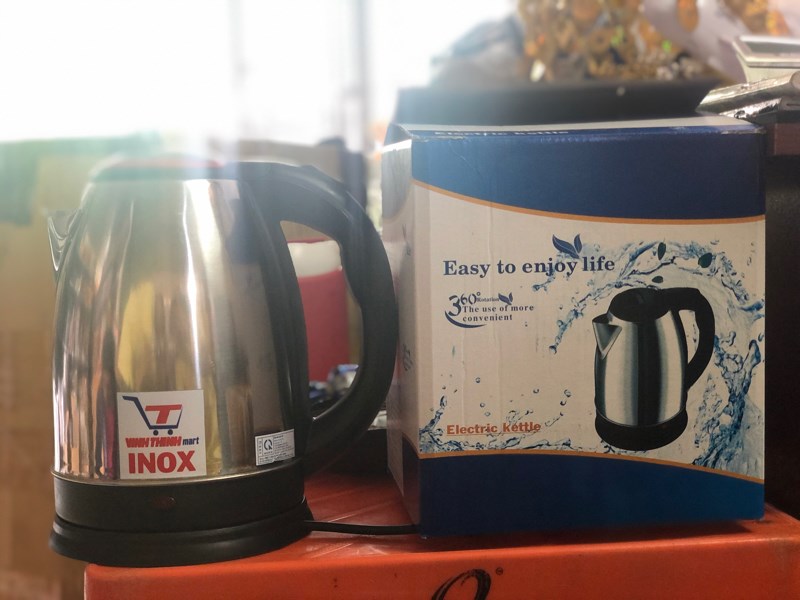 T
VINH THINH mart
INOX
Electric kettle
Easy to enjoy life
360° Rotation
The use of more
convenient
Electric kettle